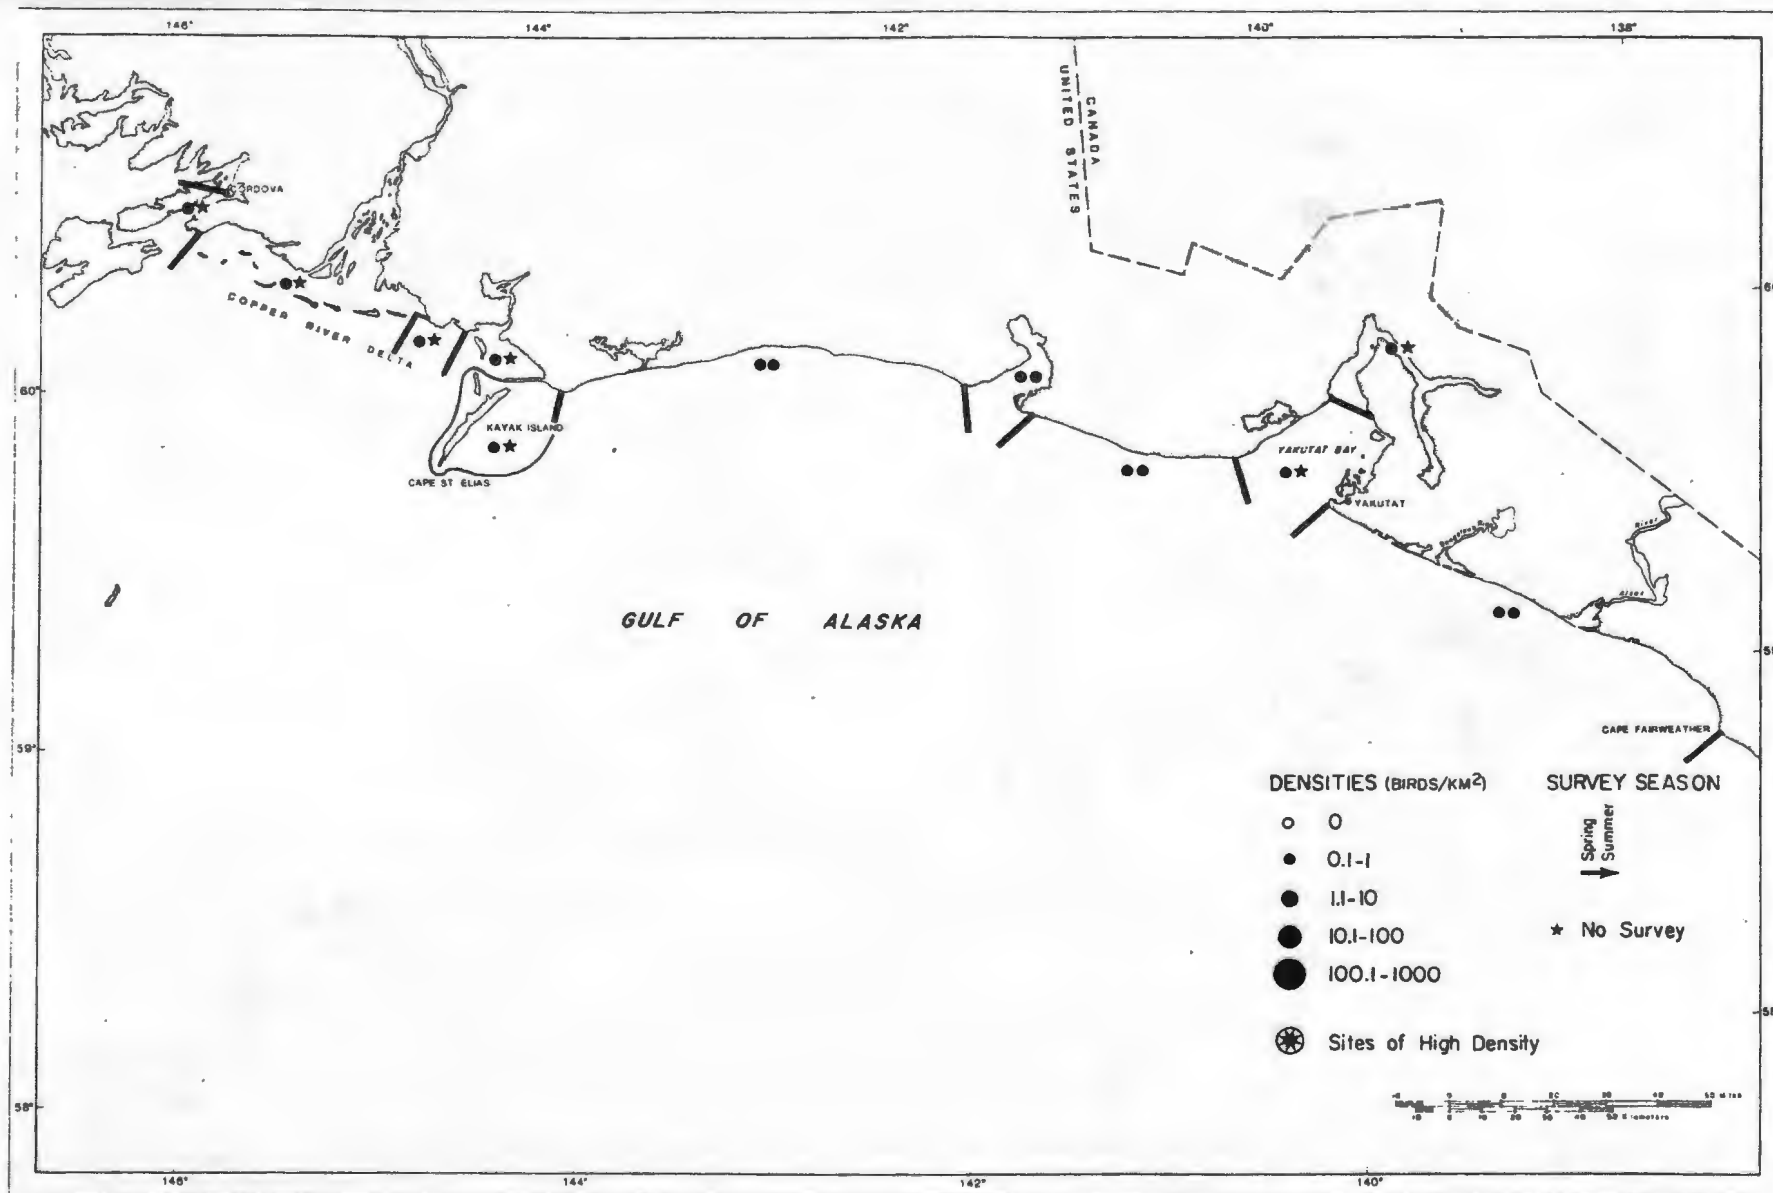 146° 144° 142° 140° 138°
CANADA
UNITED STATES
CORDOVA
COPPER RIVER DELTA
60°
KAYAK ISLAND
CAPE ST ELIAS
YAKUTAT BAY
YAKUTAT
River
Alsek
GULF OF ALASKA
59°
CAPE FAIRWEATHER
DENSITIES (BIRDS/KM²)
0
0.1-1
1.1-10
10.1-100
100.1-1000
Sites of High Density
SURVEY SEASON
Spring
Summer
★ No Survey
58°
146° 144° 142° 140°